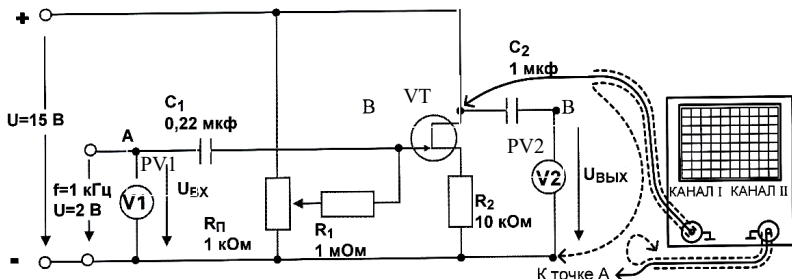 +
C₂
1 мкф
C₁
0,22 мкф
В
VT
U=15 В
А
PV1
В
PV2
КАНАЛ I КАНАЛ II
f=1 кГц
U=2 В
V1
Uвх
RП
1 кОм
R₁
1 мОм
R₂
10 кОм
V2
Uвых
-
К точке А